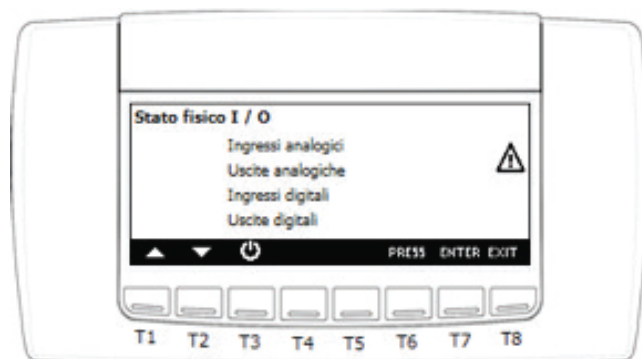 Stato fisico I / O
Ingressi analogici
Uscite analogiche
Ingressi digitali
Uscite digitali
PRESS ENTER EXIT
T1 T2 T3 T4 T5 T6 T7 T8